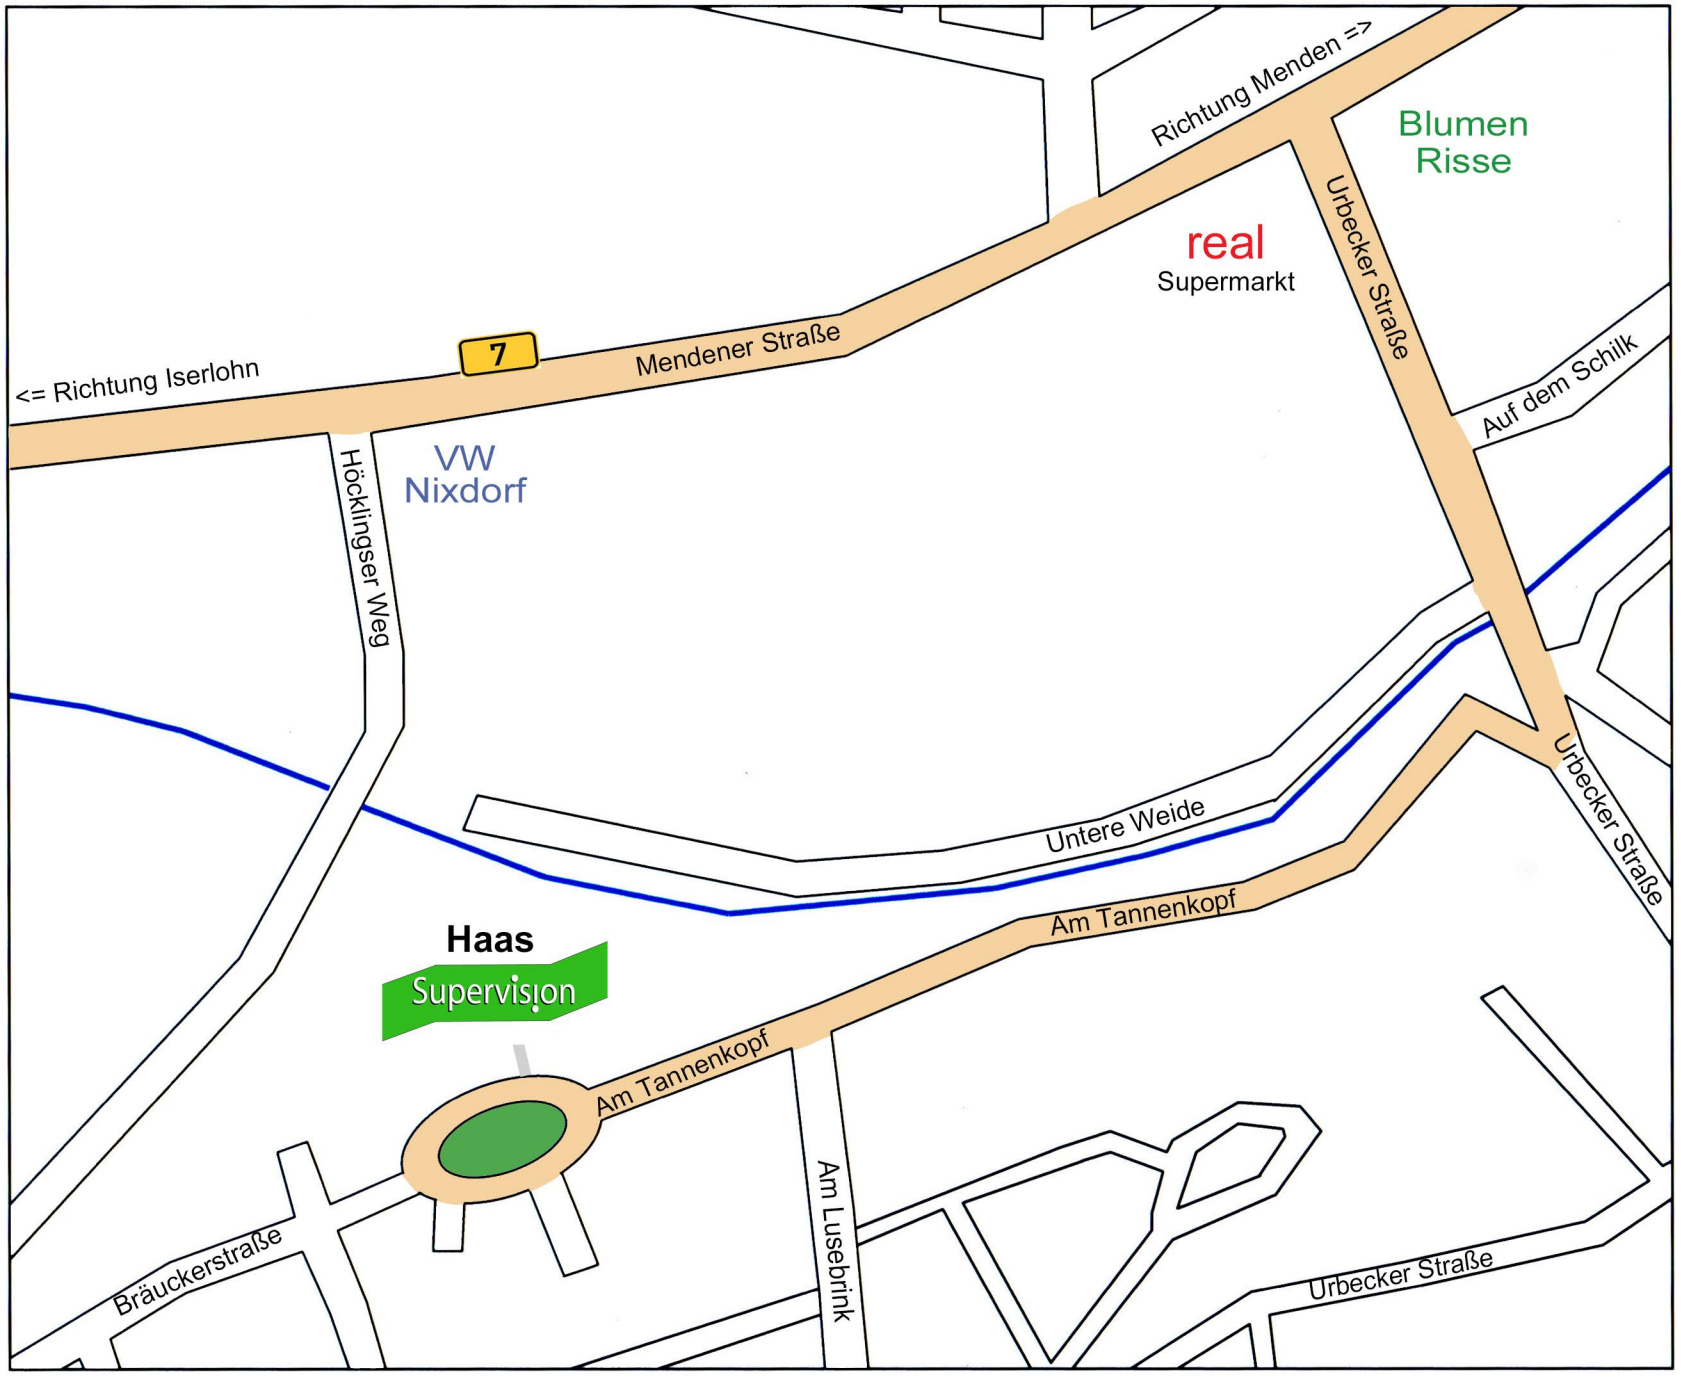 Richtung Menden =>
Blumen
Risse
Urbecker Straße
real
Supermarkt
7
Mendener Straße
<= Richtung Iserlohn
Auf dem Schilk
VW
Nixdorf
Höcklingser Weg
Urbecker Straße
Untere Weide
Am Tannenkopf
Haas
Supervision
Am Tannenkopf
Am Lusebrink
Bräuckerstraße
Urbecker Straße